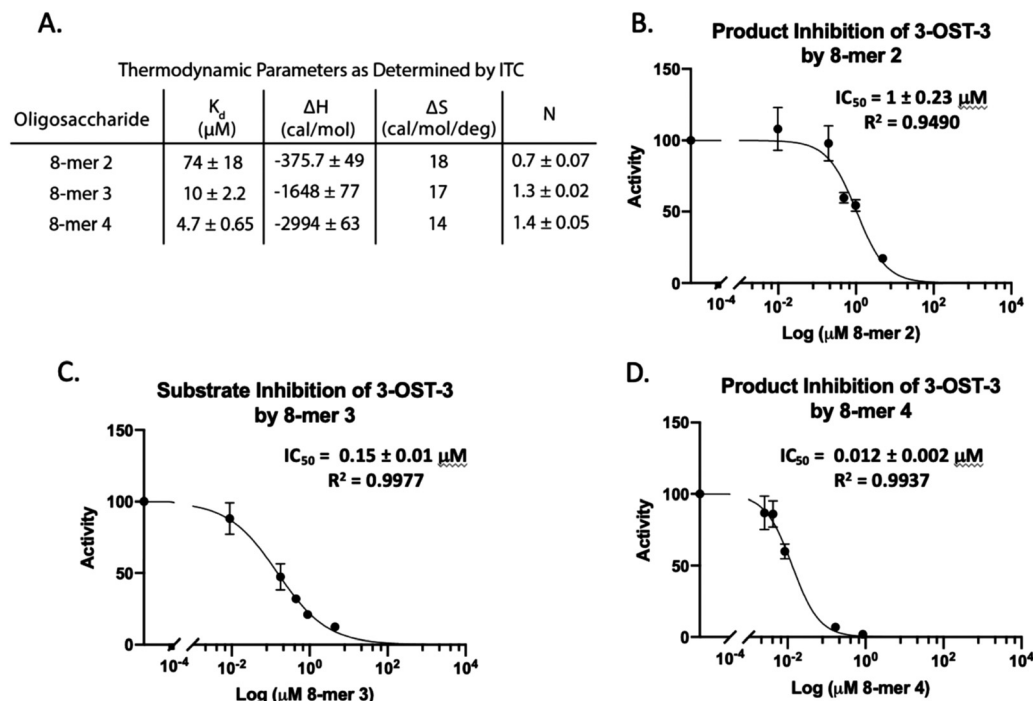 A.
Thermodynamic Parameters as Determined by ITC
Oligosaccharide K_d (μM) ΔH (cal/mol) ΔS (cal/mol/deg) N
8-mer 2 74 ± 18 -375.7 ± 49 18 0.7 ± 0.07
8-mer 3 10 ± 2.2 -1648 ± 77 17 1.3 ± 0.02
8-mer 4 4.7 ± 0.65 -2994 ± 63 14 1.4 ± 0.05
B.
Product Inhibition of 3-OST-3
by 8-mer 2
IC50 = 1 ± 0.23 μM
R² = 0.9490
Activity
150
100
50
0
10⁻⁴ 10⁻² 10⁰ 10² 10⁴
Log (μM 8-mer 2)
C.
Substrate Inhibition of 3-OST-3
by 8-mer 3
IC50 = 0.15 ± 0.01 μM
R² = 0.9977
Activity
150
100
50
0
10⁻⁴ 10⁻² 10⁰ 10² 10⁴
Log (μM 8-mer 3)
D.
Product Inhibition of 3-OST-3
by 8-mer 4
IC50 = 0.012 ± 0.002 μM
R² = 0.9937
Activity
150
100
50
0
10⁻⁴ 10⁻² 10⁰ 10² 10⁴
Log (μM 8-mer 4)